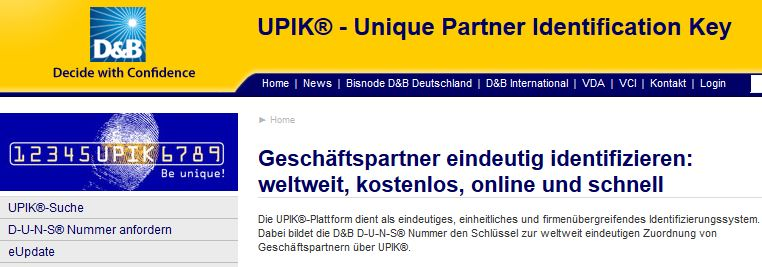 D&B
Decide with Confidence
UPIK® - Unique Partner Identification Key
Home | News | Bisnode D&B Deutschland | D&B International | VDA | VCI | Kontakt | Login
12345UPIK6789
Be unique!
UPIK®-Suche
D-U-N-S® Nummer anfordern
eUpdate
► Home
Geschäftspartner eindeutig identifizieren:
weltweit, kostenlos, online und schnell
Die UPIK®-Plattform dient als eindeutiges, einheitliches und firmenübergreifendes Identifizierungssystem.
Dabei bildet die D&B D-U-N-S® Nummer den Schlüssel zur weltweit eindeutigen Zuordnung von
Geschäftspartnern über UPIK®.